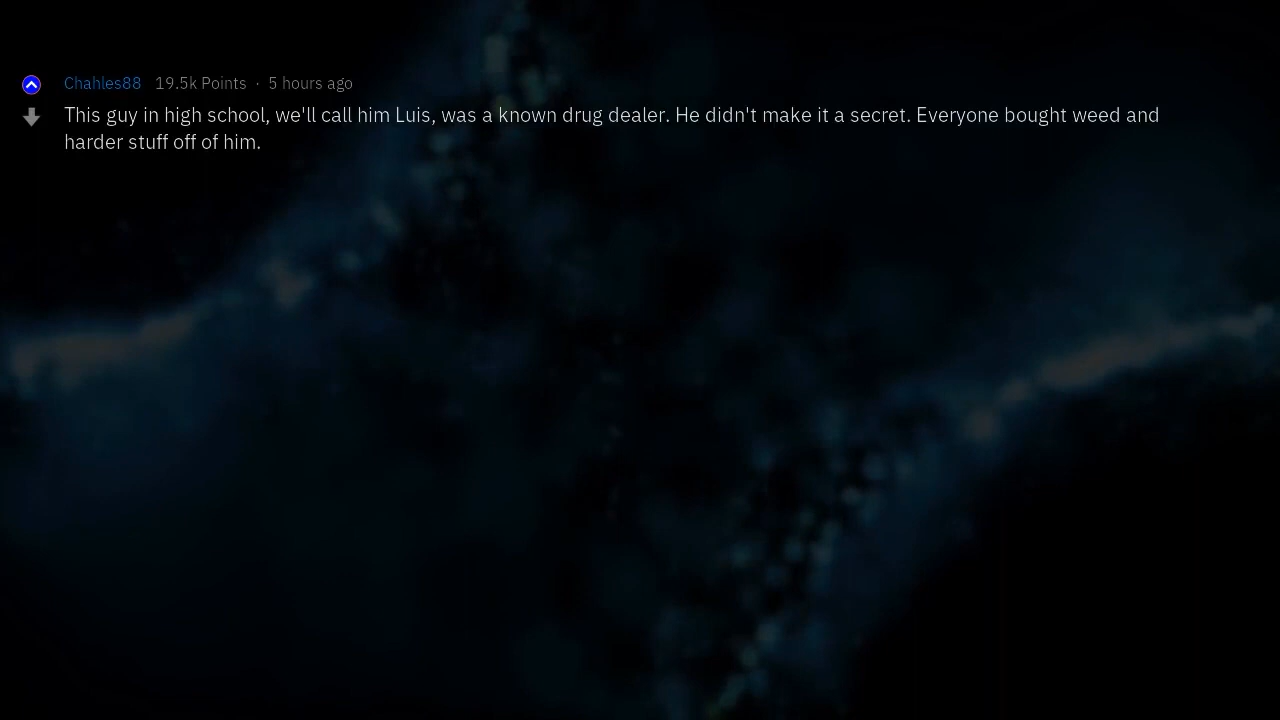 Chahles88 19.5k Points · 5 hours ago
This guy in high school, we'll call him Luis, was a known drug dealer. He didn't make it a secret. Everyone bought weed and
harder stuff off of him.